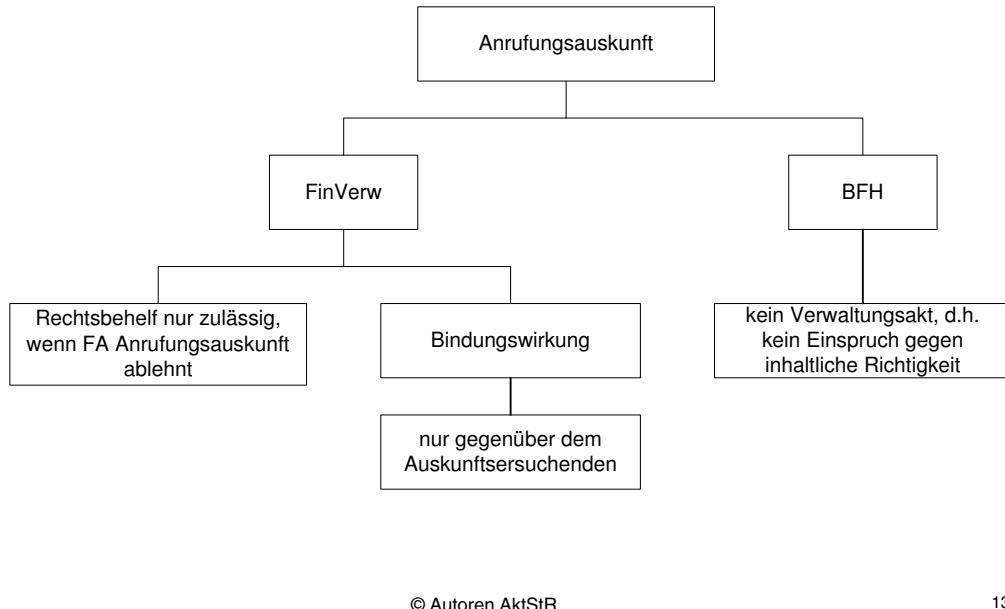 Anrufungsauskunft
FinVerw
BFH
Rechtsbehelf nur zulässig,
wenn FA Anrufungsauskunft
ablehnt
Bindungswirkung
kein Verwaltungsakt, d.h.
kein Einspruch gegen
inhaltliche Richtigkeit
nur gegenüber dem
Auskunftsersuchenden
© Autoren AktStR
13